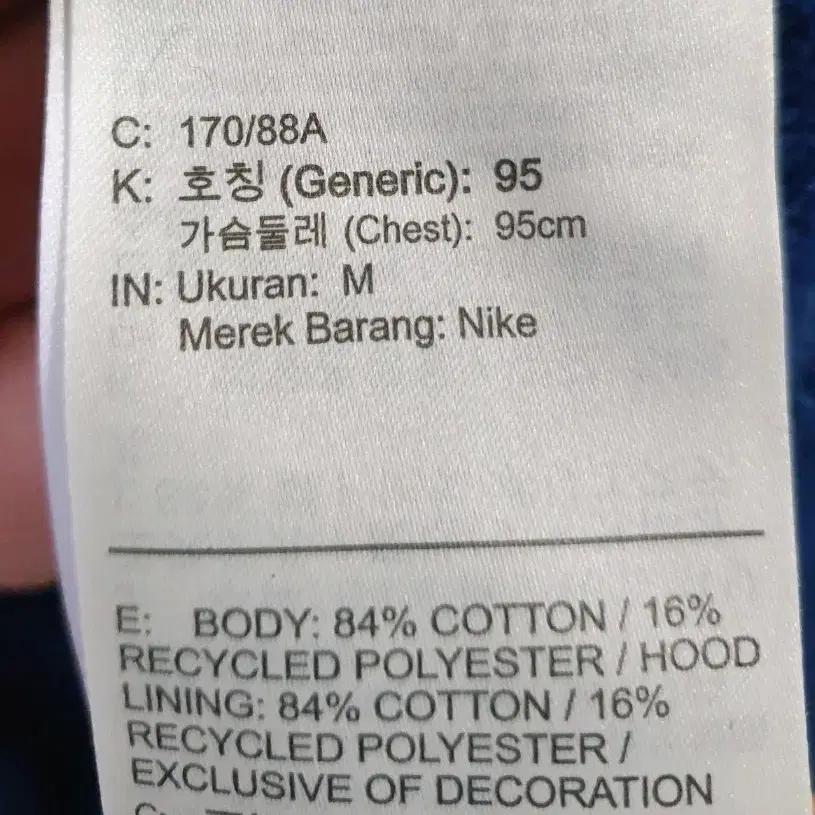 C: 170/88A
K: 호칭 (Generic): 95
가슴둘레 (Chest): 95cm
IN: Ukuran: M
Merek Barang: Nike
E: BODY: 84% COTTON / 16%
RECYCLED POLYESTER / HOOD
LINING: 84% COTTON / 16%
RECYCLED POLYESTER /
EXCLUSIVE OF DECORATION